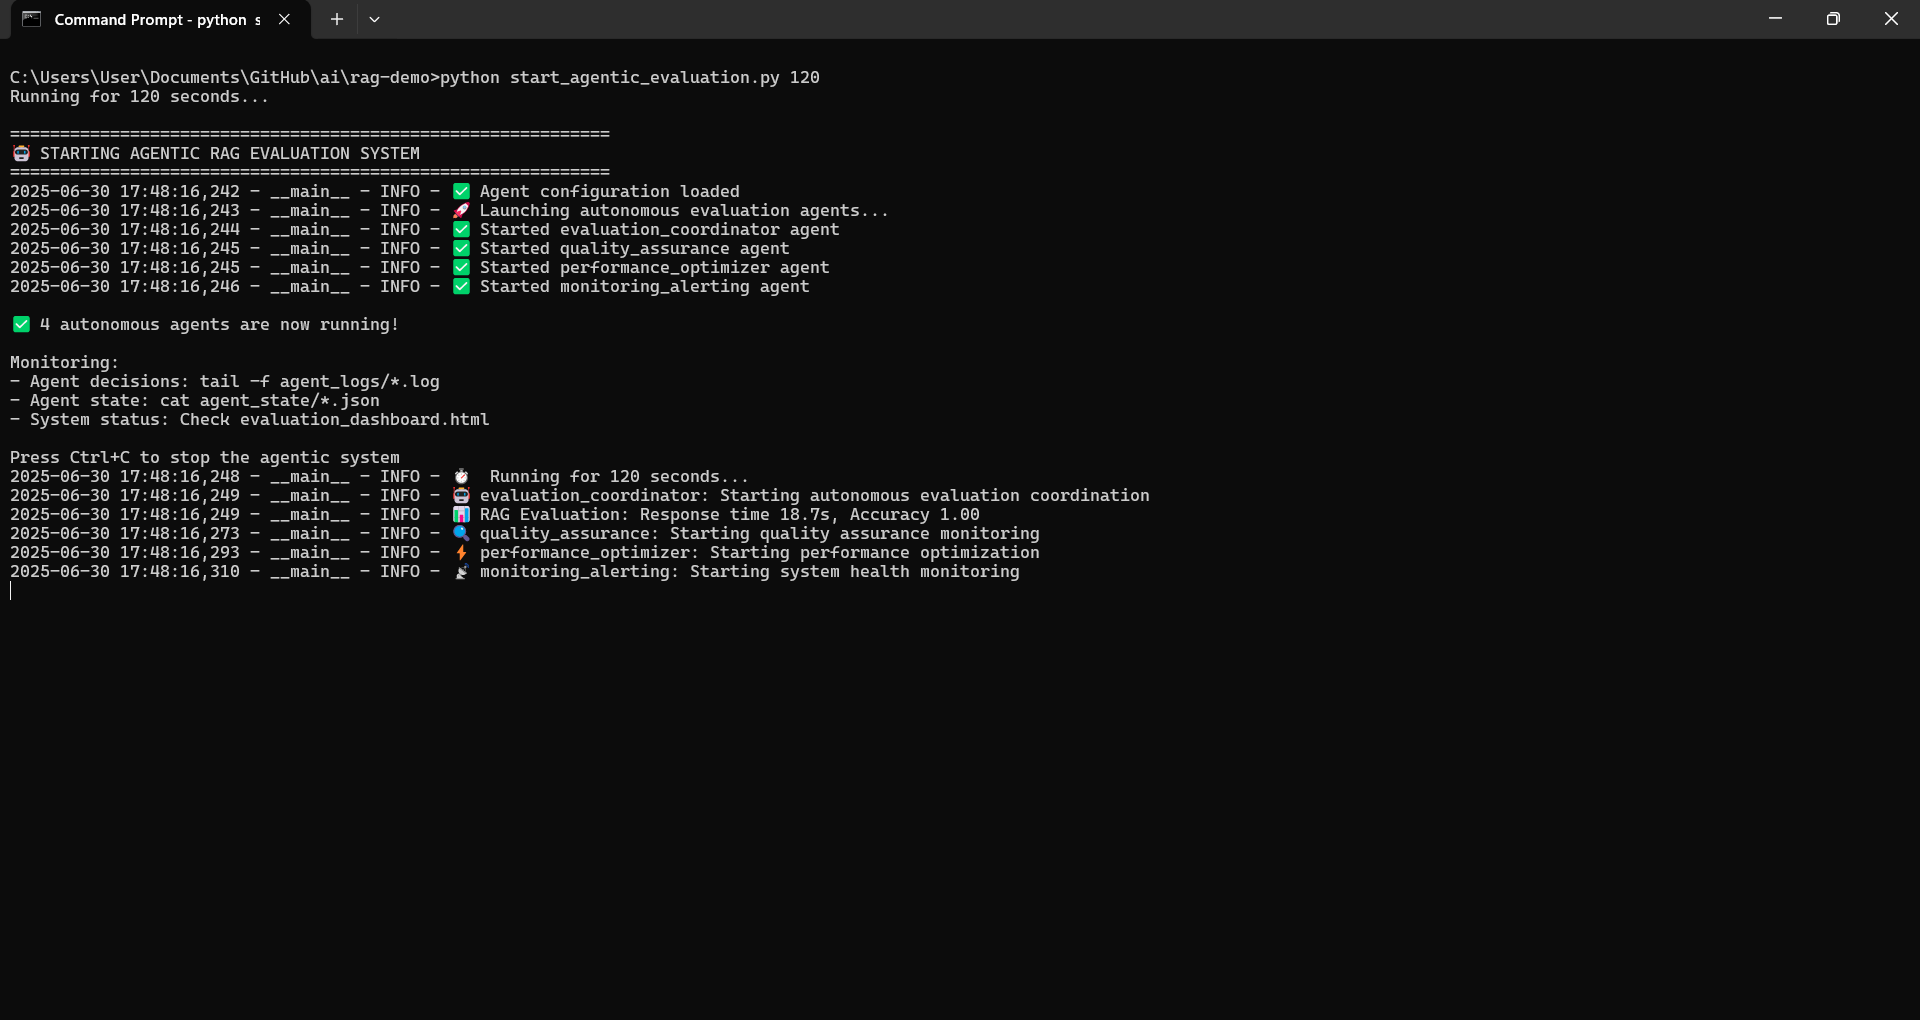 Command Prompt - python s
C:\Users\User\Documents\GitHub\ai\rag-demo>python start_agentic_evaluation.py 120
Running for 120 seconds...
============================================================
🤖 STARTING AGENTIC RAG EVALUATION SYSTEM
============================================================
2025-06-30 17:48:16,242 - __main__ - INFO - ✅ Agent configuration loaded
2025-06-30 17:48:16,243 - __main__ - INFO - 🚀 Launching autonomous evaluation agents...
2025-06-30 17:48:16,244 - __main__ - INFO - ✅ Started evaluation_coordinator agent
2025-06-30 17:48:16,245 - __main__ - INFO - ✅ Started quality_assurance agent
2025-06-30 17:48:16,245 - __main__ - INFO - ✅ Started performance_optimizer agent
2025-06-30 17:48:16,246 - __main__ - INFO - ✅ Started monitoring_alerting agent
✅ 4 autonomous agents are now running!
Monitoring:
- Agent decisions: tail -f agent_logs/*.log
- Agent state: cat agent_state/*.json
- System status: Check evaluation_dashboard.html
Press Ctrl+C to stop the agentic system
2025-06-30 17:48:16,248 - __main__ - INFO - ⏱ Running for 120 seconds...
2025-06-30 17:48:16,249 - __main__ - INFO - 🤖 evaluation_coordinator: Starting autonomous evaluation coordination
2025-06-30 17:48:16,249 - __main__ - INFO - 📊 RAG Evaluation: Response time 18.7s, Accuracy 1.00
2025-06-30 17:48:16,273 - __main__ - INFO - 🔍 quality_assurance: Starting quality assurance monitoring
2025-06-30 17:48:16,293 - __main__ - INFO - ⚡ performance_optimizer: Starting performance optimization
2025-06-30 17:48:16,310 - __main__ - INFO - 📡 monitoring_alerting: Starting system health monitoring